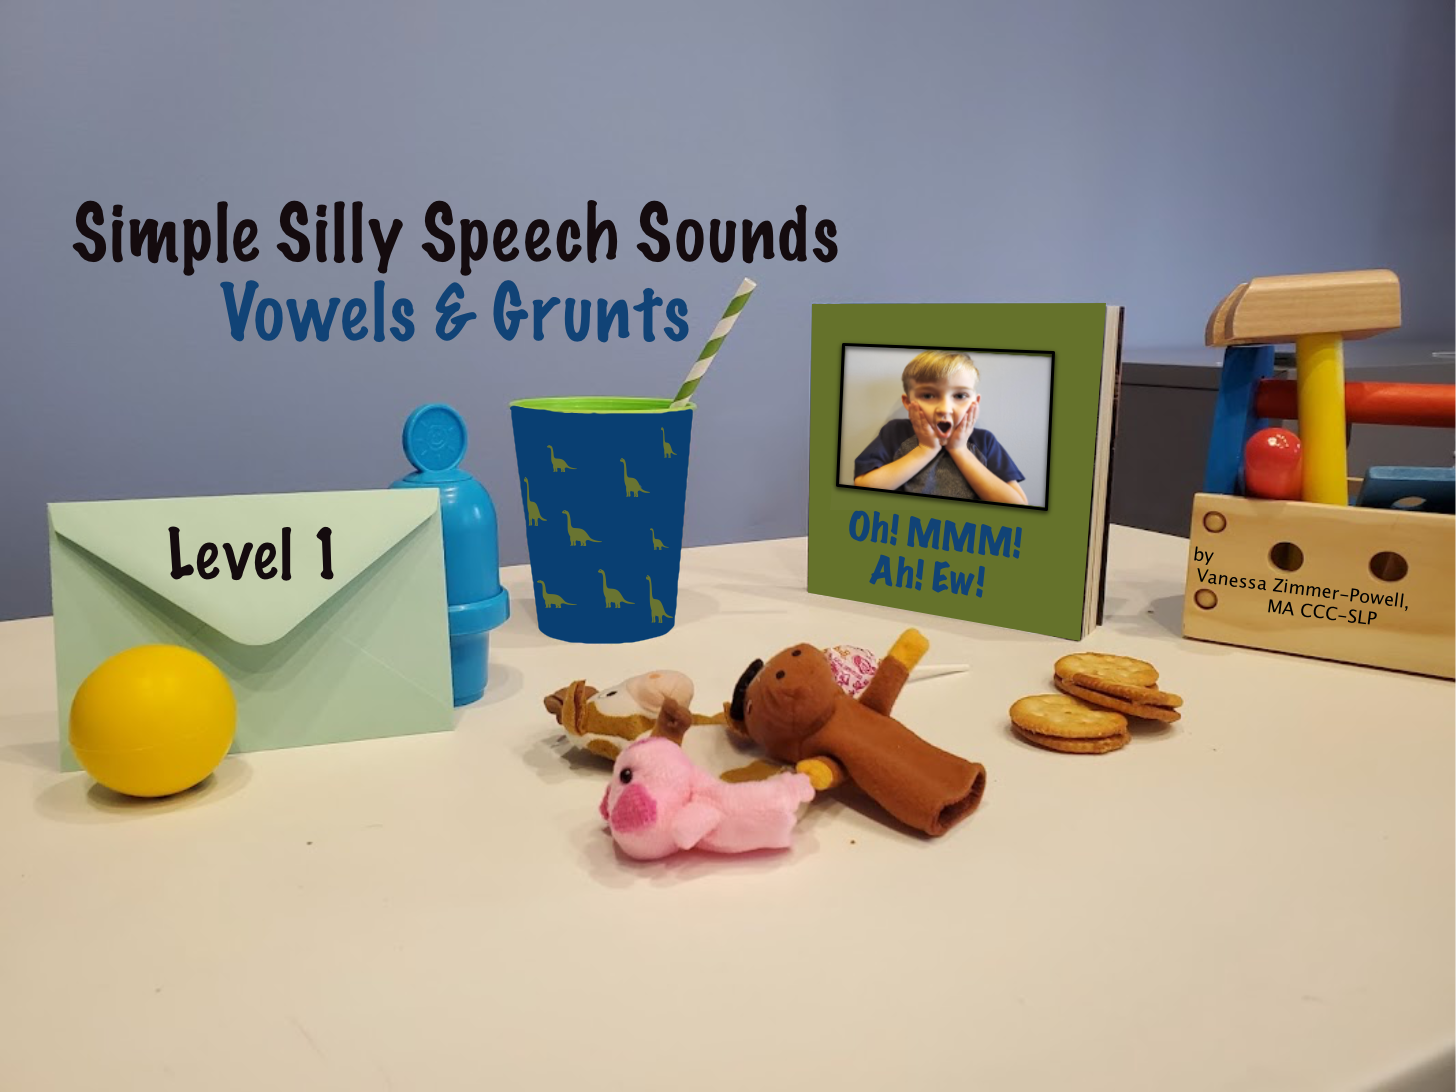 Simple Silly Speech Sounds
Vowels & Grunts
Level 1
Oh! MMM!
Ah! Ew!
by
Vanessa Zimmer-Powell,
MA CCC-SLP